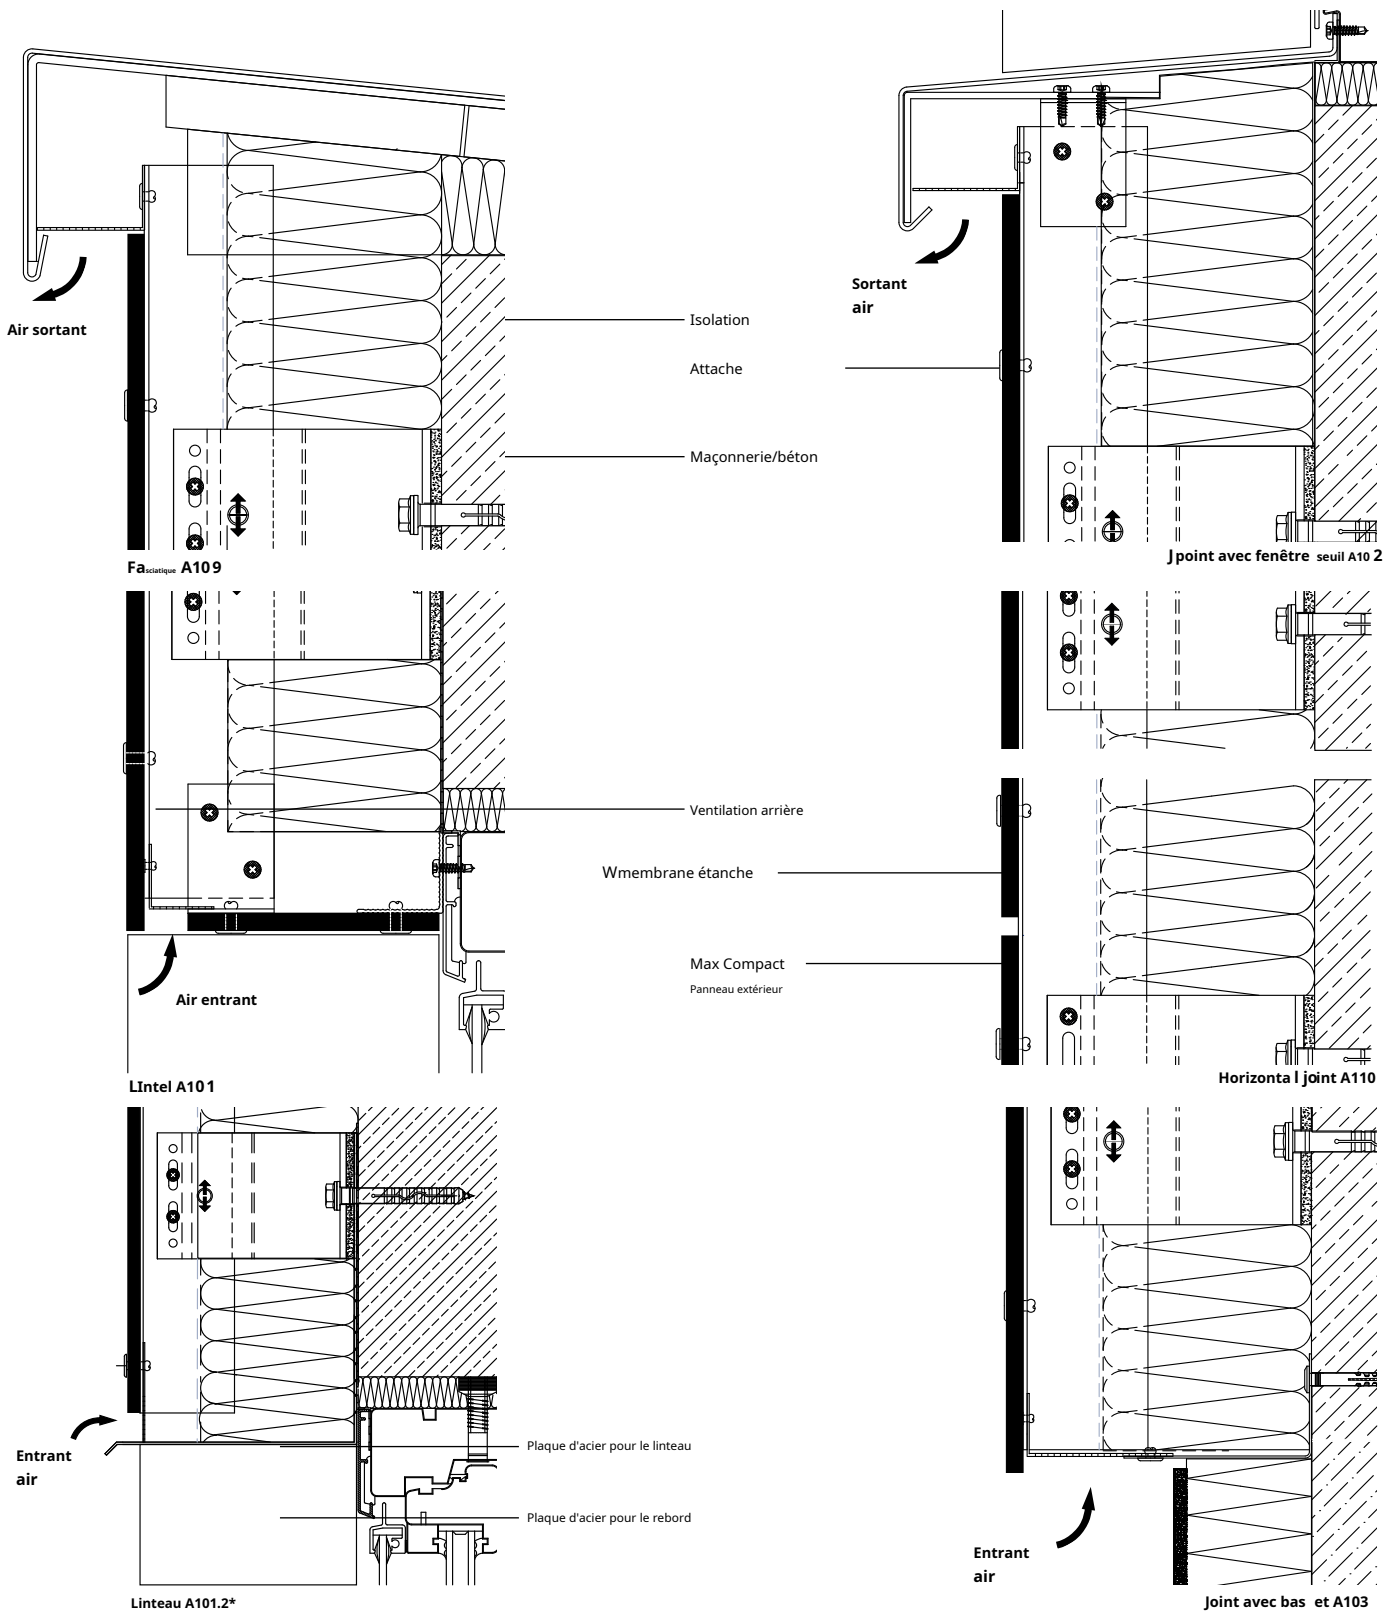 Air sortant
Sortant
air
Isolation
Attache
Maçonnerie/béton
Fasciatique A109
Jpoint avec fenêtre seuil A10 2
Ventilation arrière
Wmembrane étanche
Max Compact
Panneau extérieur
Air entrant
LIntel A101
Horizonta l joint A110
Entrant
air
Plaque d'acier pour le linteau
Plaque d'acier pour le rebord
Linteau A101.2*
Entrant
air
Joint avec bas et A103